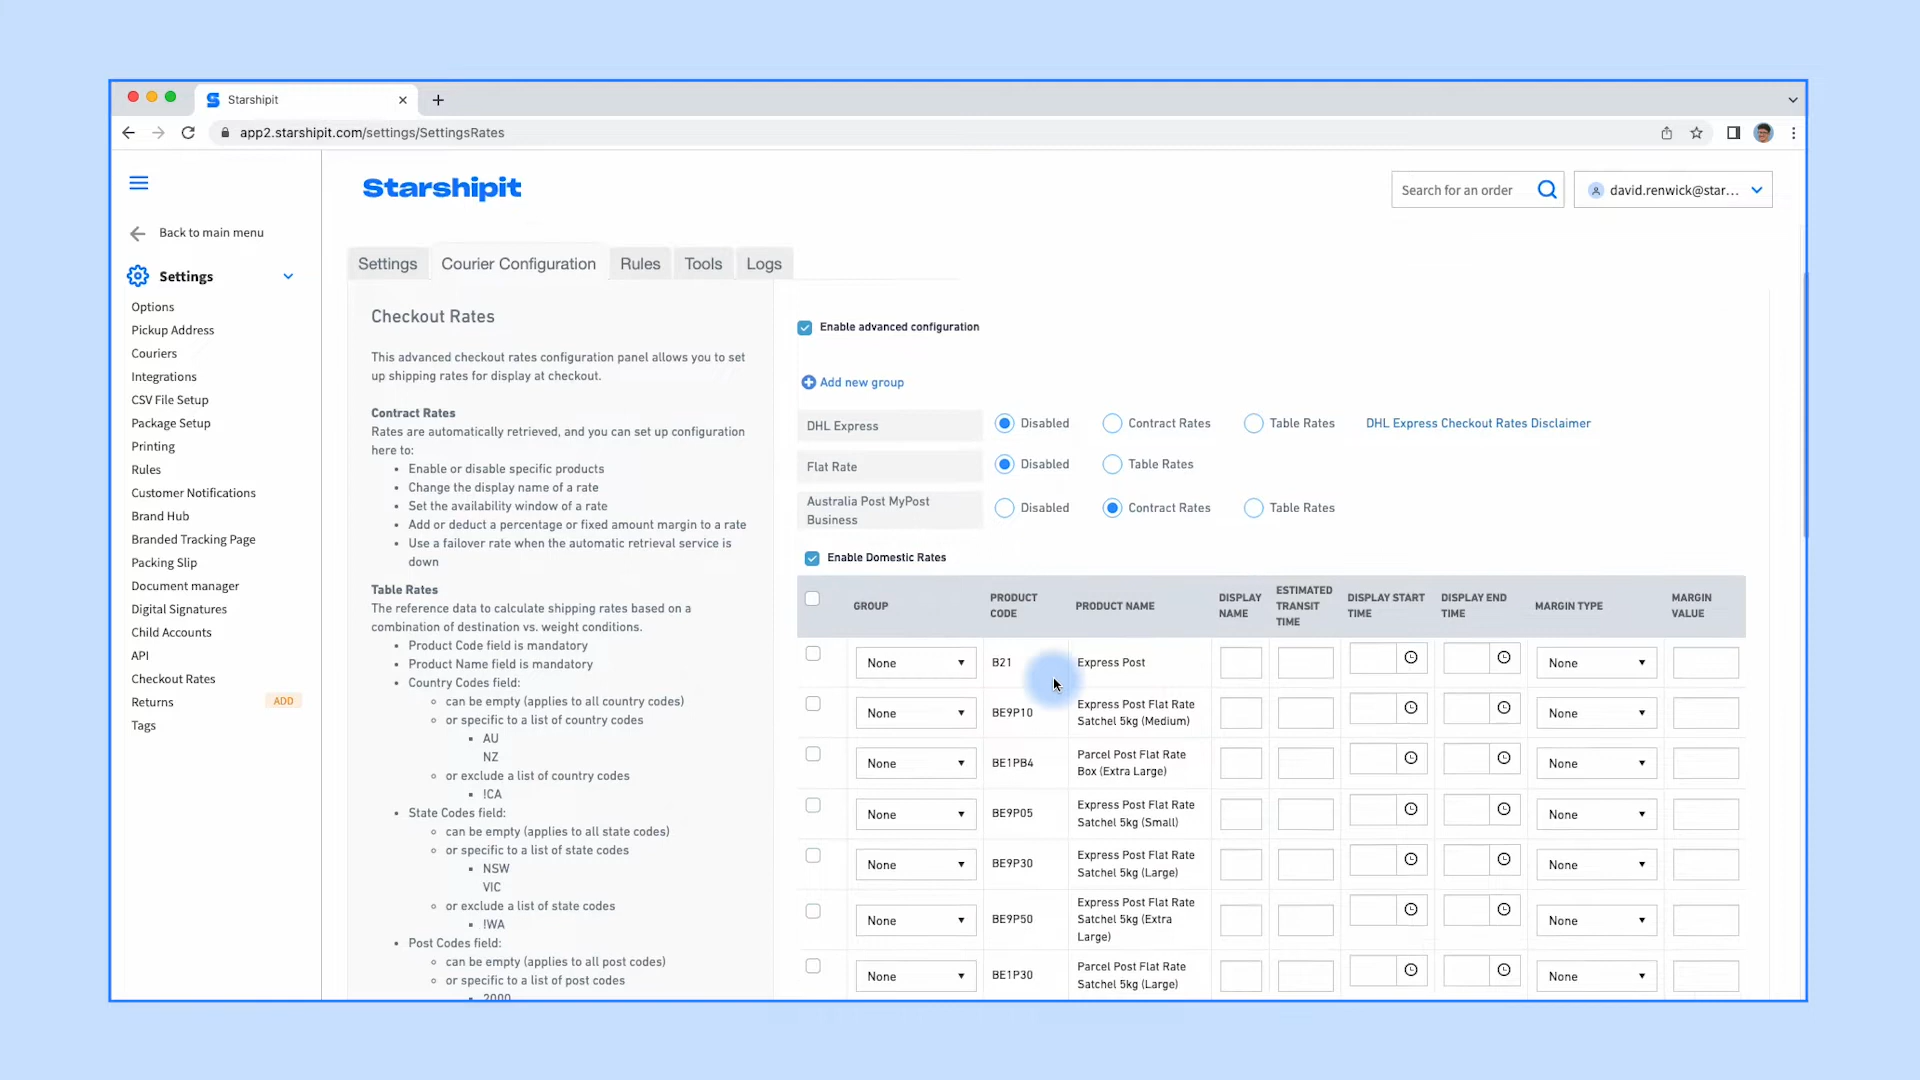 Starshipit
app2.starshipit.com/settings/SettingsRates
Starshipit
Search for an order
david.renwick@star...
Back to main menu
Settings
Options
Pickup Address
Couriers
Integrations
CSV File Setup
Package Setup
Printing
Rules
Customer Notifications
Brand Hub
Branded Tracking Page
Packing Slip
Document manager
Digital Signatures
Child Accounts
API
Checkout Rates
Returns ADD
Tags
Settings Courier Configuration Rules Tools Logs
Checkout Rates
This advanced checkout rates configuration panel allows you to set
up shipping rates for display at checkout.
Contract Rates
Rates are automatically retrieved, and you can set up configuration
here to:
• Enable or disable specific products
• Change the display name of a rate
• Set the availability window of a rate
• Add or deduct a percentage or fixed amount margin to a rate
• Use a failover rate when the automatic retrieval service is
down
Table Rates
The reference data to calculate shipping rates based on a
combination of destination vs. weight conditions.
• Product Code field is mandatory
• Product Name field is mandatory
• Country Codes field:
can be empty (applies to all country codes)
or specific to a list of country codes
AU
NZ
or exclude a list of country codes
!CA
• State Codes field:
can be empty (applies to all state codes)
or specific to a list of state codes
NSW
VIC
or exclude a list of state codes
!WA
• Post Codes field:
can be empty (applies to all post codes)
or specific to a list of post codes
2000
Enable advanced configuration
Add new group
DHL Express Disabled Contract Rates Table Rates DHL Express Checkout Rates Disclaimer
Flat Rate Disabled Table Rates
Australia Post MyPost
Business Disabled Contract Rates Table Rates
Enable Domestic Rates
GROUP PRODUCT CODE PRODUCT NAME DISPLAY NAME ESTIMATED TRANSIT TIME DISPLAY START TIME DISPLAY END TIME MARGIN TYPE MARGIN VALUE
None B21 Express Post None
None BE9P10 Express Post Flat Rate
Satchel 5kg (Medium) None
None BE1PB4 Parcel Post Flat Rate
Box (Extra Large) None
None BE9P05 Express Post Flat Rate
Satchel 5kg (Small) None
None BE9P30 Express Post Flat Rate
Satchel 5kg (Large) None
None BE9P50 Express Post Flat Rate
Satchel 5kg (Extra
Large) None
None BE1P30 Parcel Post Flat Rate
Satchel 5kg (Large) None